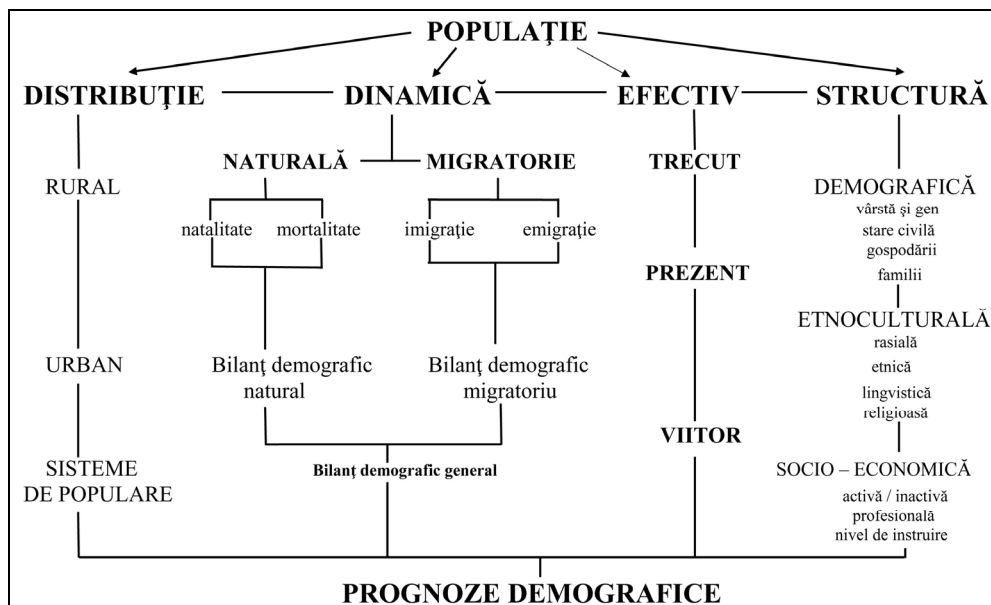 POPULAŢIE
DISTRIBUŢIE DINAMICĂ EFECTIV STRUCTURĂ
NATURALĂ MIGRATORIE TRECUT
RURAL DEMOGRAFICĂ
vârstă şi gen
natalitate mortalitate imigraţie emigraţie stare civilă
gospodării
PREZENT familii
ETNOCULTURALĂ
rasială
URBAN Bilanţ demografic natural Bilanţ demografic migratoriu etnică
lingvistică
religioasă
VIITOR
SISTEME DE POPULARE Bilanţ demografic general SOCIO – ECONOMICĂ
activă / inactivă
profesională
nivel de instruire
PROGNOZE DEMOGRAFICE